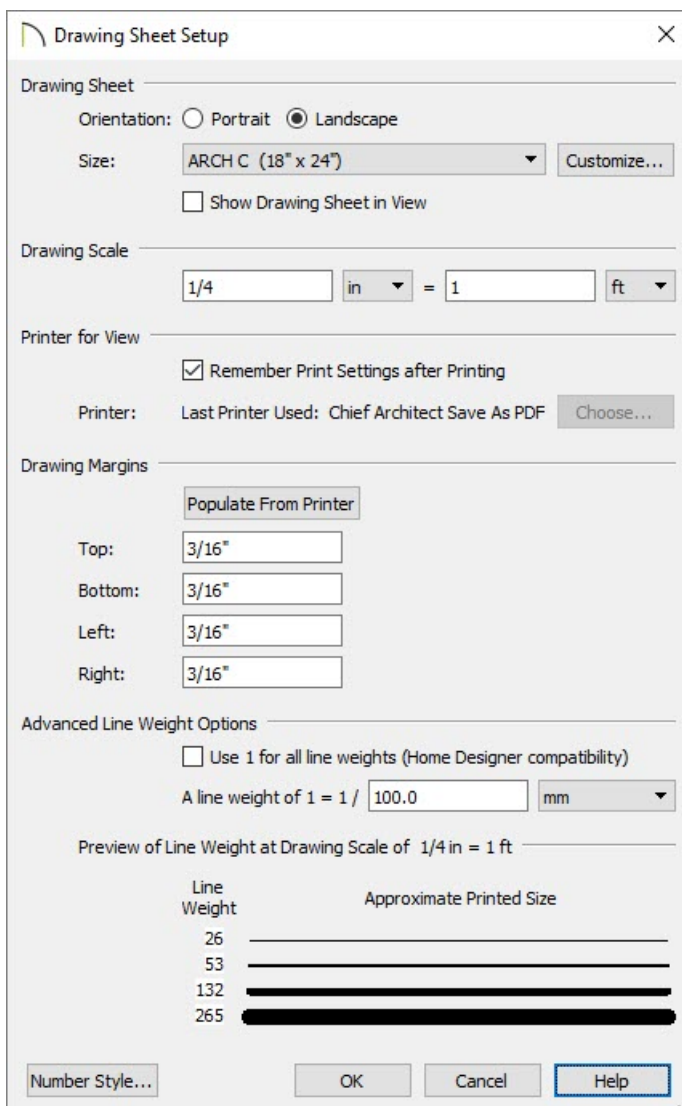 Drawing Sheet Setup
Drawing Sheet
Orientation: Portrait Landscape
Size: ARCH C (18" x 24") Customize...
Show Drawing Sheet in View
Drawing Scale
1/4 in = 1 ft
Printer for View
Remember Print Settings after Printing
Printer: Last Printer Used: Chief Architect Save As PDF Choose...
Drawing Margins
Populate From Printer
Top: 3/16"
Bottom: 3/16"
Left: 3/16"
Right: 3/16"
Advanced Line Weight Options
Use 1 for all line weights (Home Designer compatibility)
A line weight of 1 = 1 / 100.0 mm
Preview of Line Weight at Drawing Scale of 1/4 in = 1 ft
Line
Weight
Approximate Printed Size
26
53
132
265
Number Style... OK Cancel Help